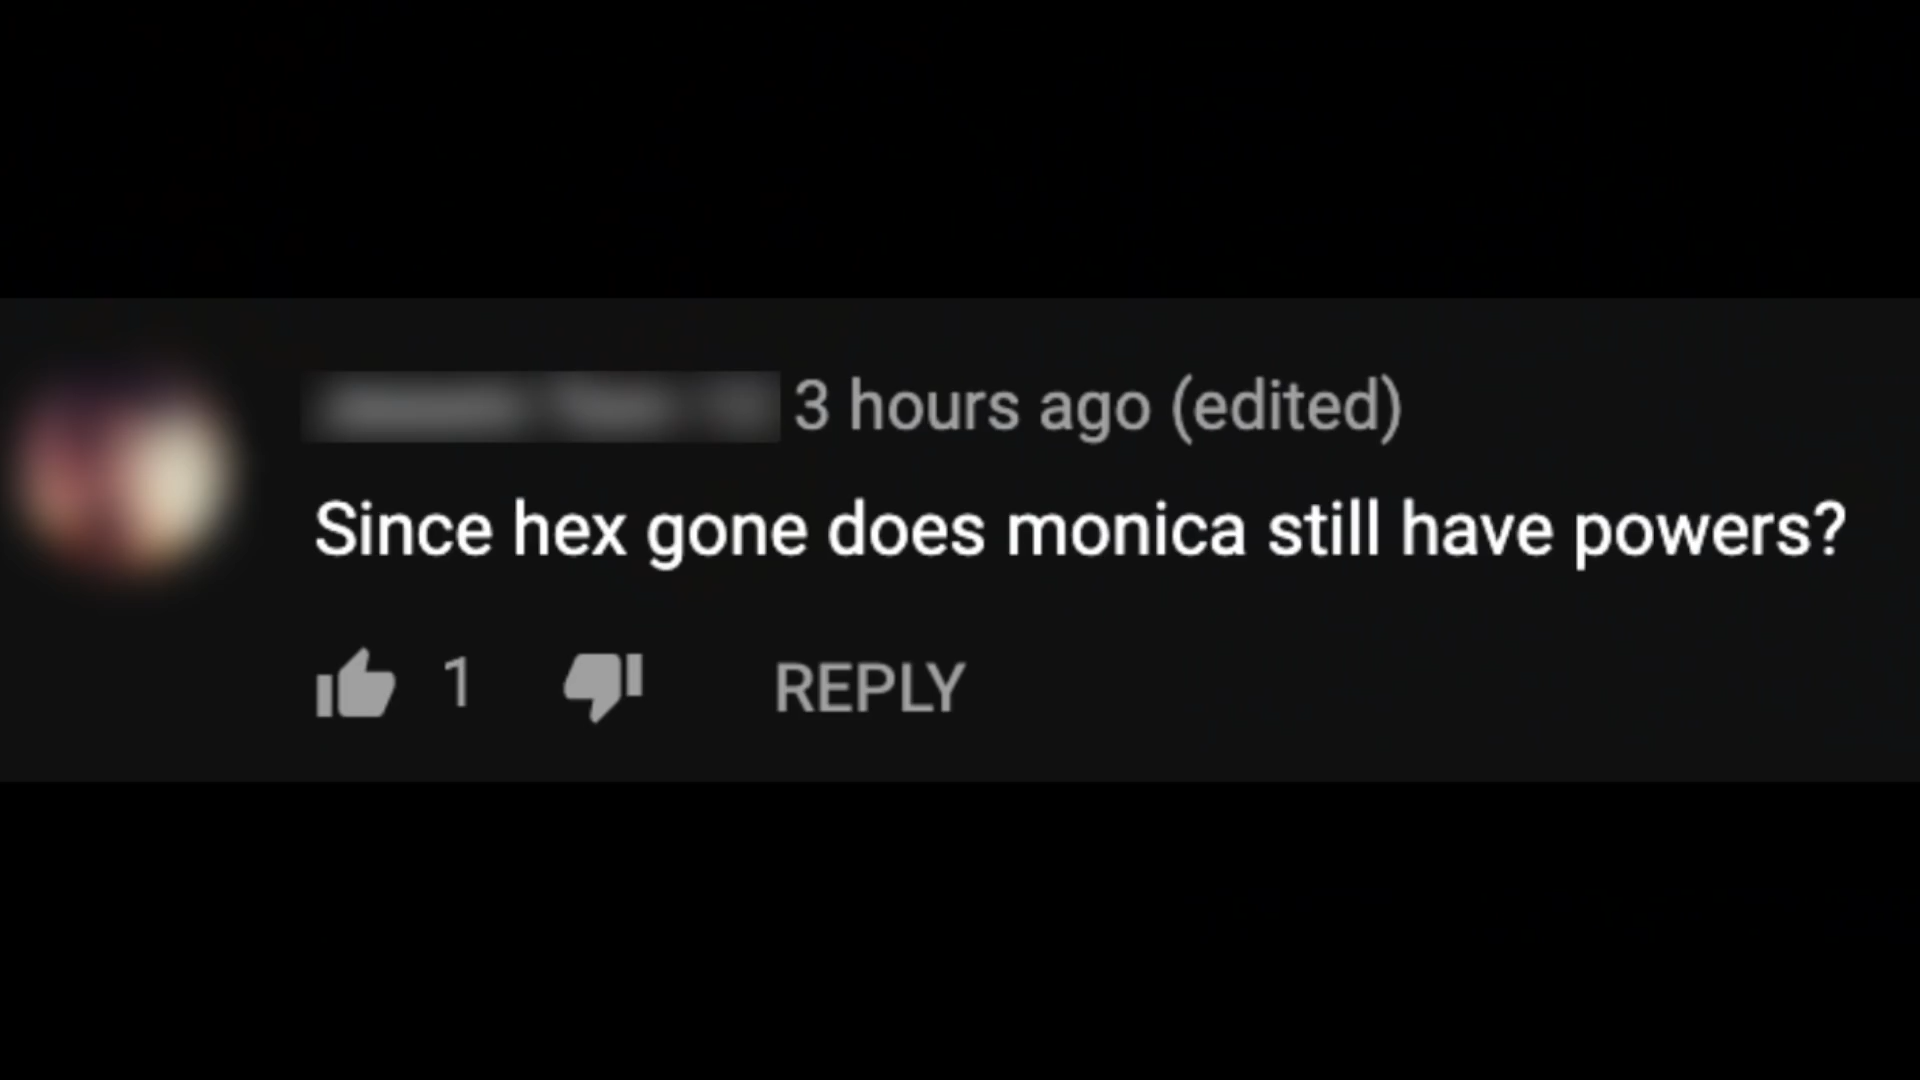 3 hours ago (edited)
Since hex gone does monica still have powers?
1 REPLY